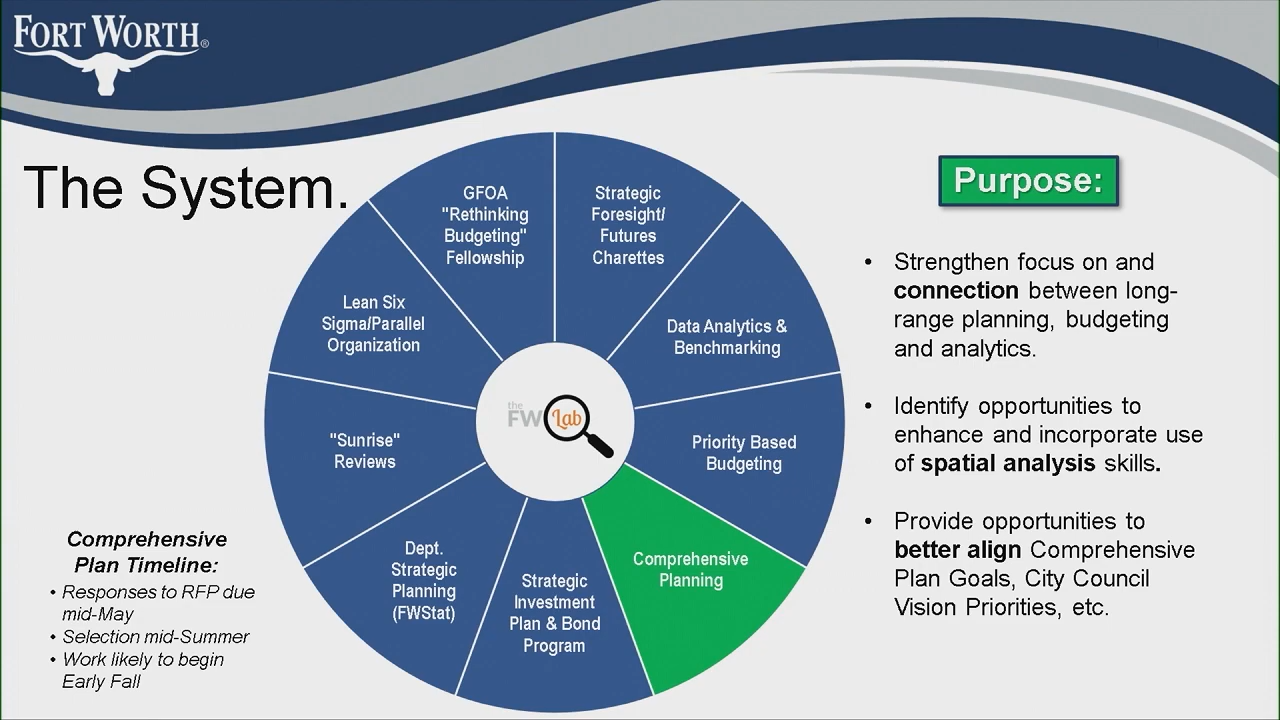 FORT WORTH®
The System.
GFOA
"Rethinking
Budgeting"
Fellowship
Strategic
Foresight/
Futures
Charettes
Data Analytics &
Benchmarking
Priority Based
Budgeting
Comprehensive
Planning
Strategic
Investment
Plan & Bond
Program
Dept.
Strategic
Planning
(FWStat)
"Sunrise"
Reviews
Lean Six
Sigma/Parallel
Organization
the
FW Lab
Purpose:
• Strengthen focus on and
connection between long-
range planning, budgeting
and analytics.
• Identify opportunities to
enhance and incorporate use
of spatial analysis skills.
• Provide opportunities to
better align Comprehensive
Plan Goals, City Council
Vision Priorities, etc.
Comprehensive
Plan Timeline:
• Responses to RFP due
mid-May
• Selection mid-Summer
• Work likely to begin
Early Fall